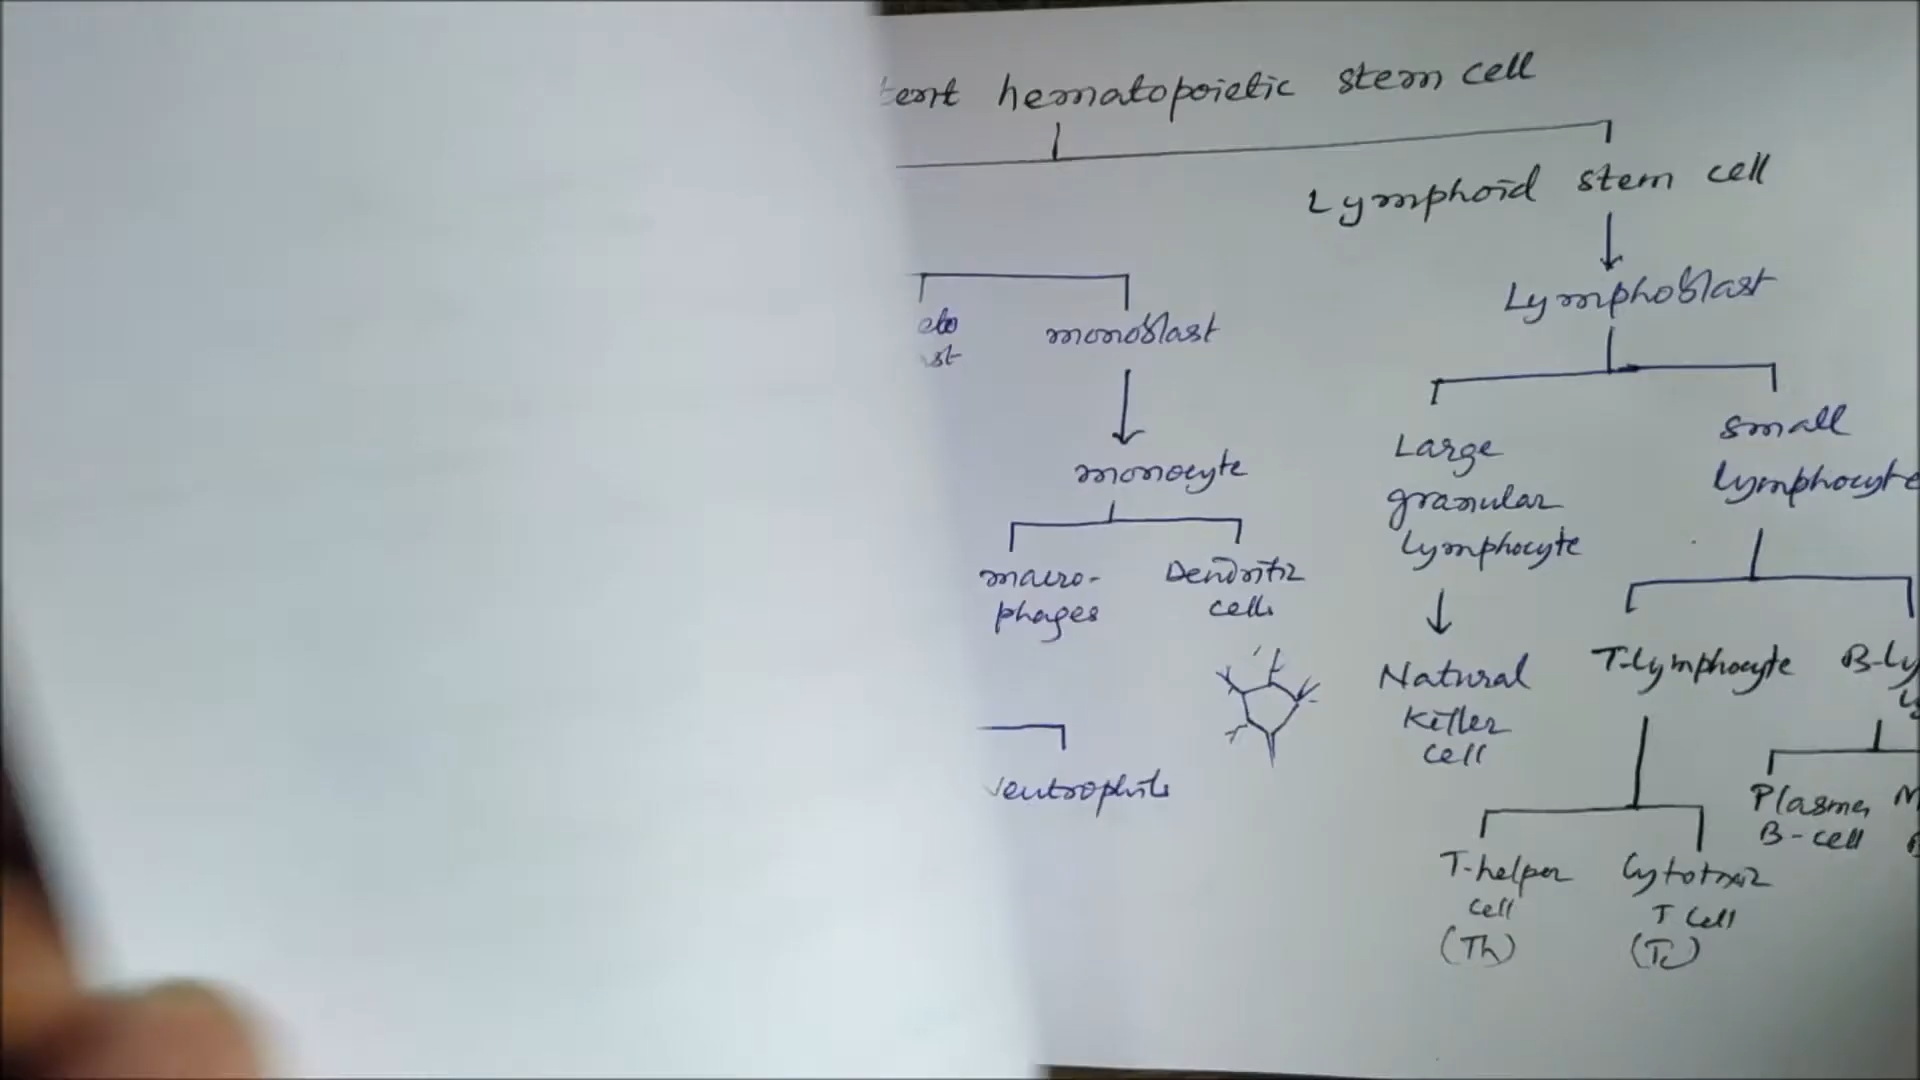 hematopoietic stem cell
Lymphoid stem cell
Lymphoblast
monoblast
monocyte
Large
granular
lymphocyte
small
lymphocyte
macro-
phages
Dendritic
cells
Natural
Killer
cell
T-lymphocyte
Plasma
B-cell
T-helper
cell
(Th)
Cytotoxic
T cell
(Tc)